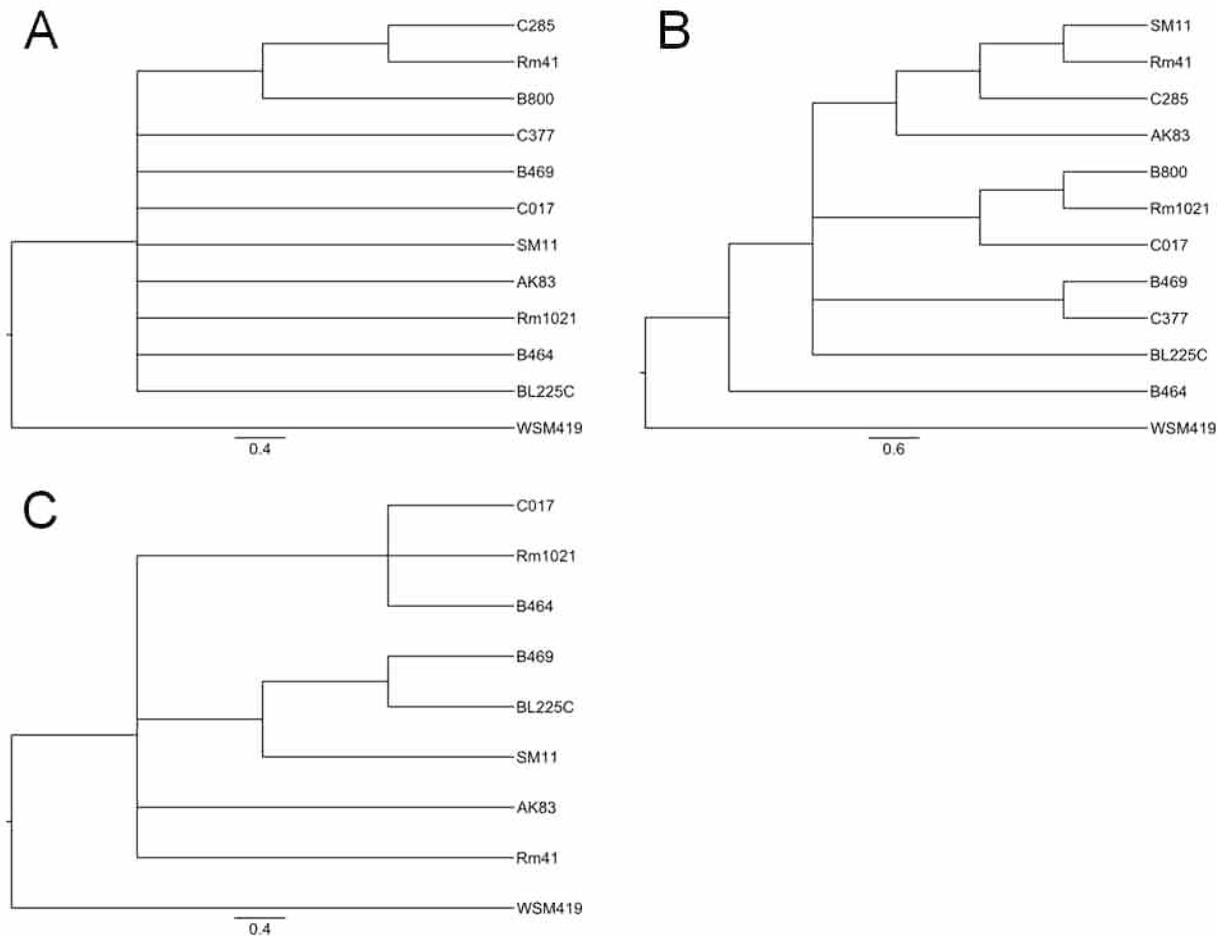 A
C285
Rm41
B800
C377
B469
C017
SM11
AK83
Rm1021
B464
BL225C
WSM419
0.4
B
SM11
Rm41
C285
AK83
B800
Rm1021
C017
B469
C377
BL225C
B464
WSM419
0.6
C
C017
Rm1021
B464
B469
BL225C
SM11
AK83
Rm41
WSM419
0.4